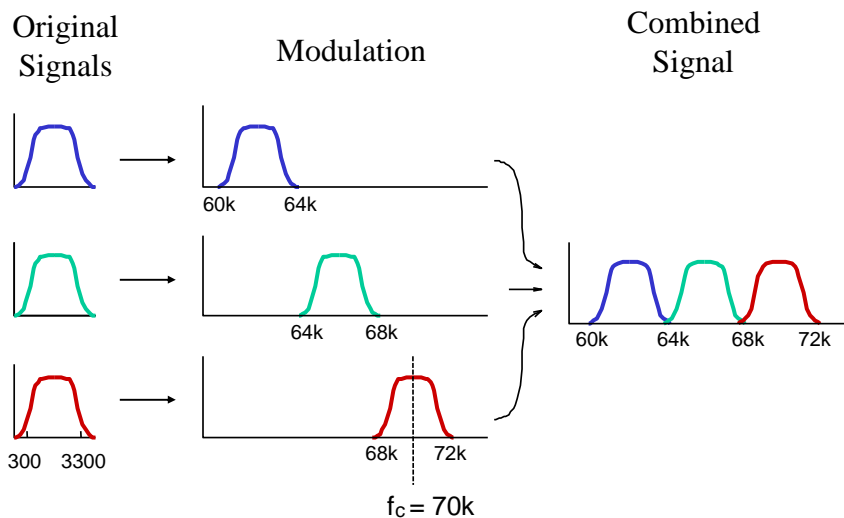 Original
Signals
Modulation
Combined
Signal
60k 64k
64k 68k
60k 64k 68k 72k
300 3300
68k 72k
fc = 70k